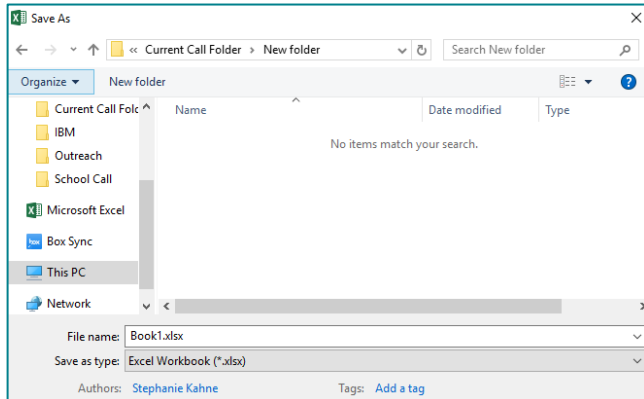 Save As
« Current Call Folder > New folder
Search New folder
Organize
New folder
?
Name
Date modified
Type
No items match your search.
Current Call Folc
IBM
Outreach
School Call
Microsoft Excel
box
Box Sync
This PC
Network
File name: Book1.xlsx
Save as type: Excel Workbook (*.xlsx)
Authors: Stephanie Kahne
Tags: Add a tag